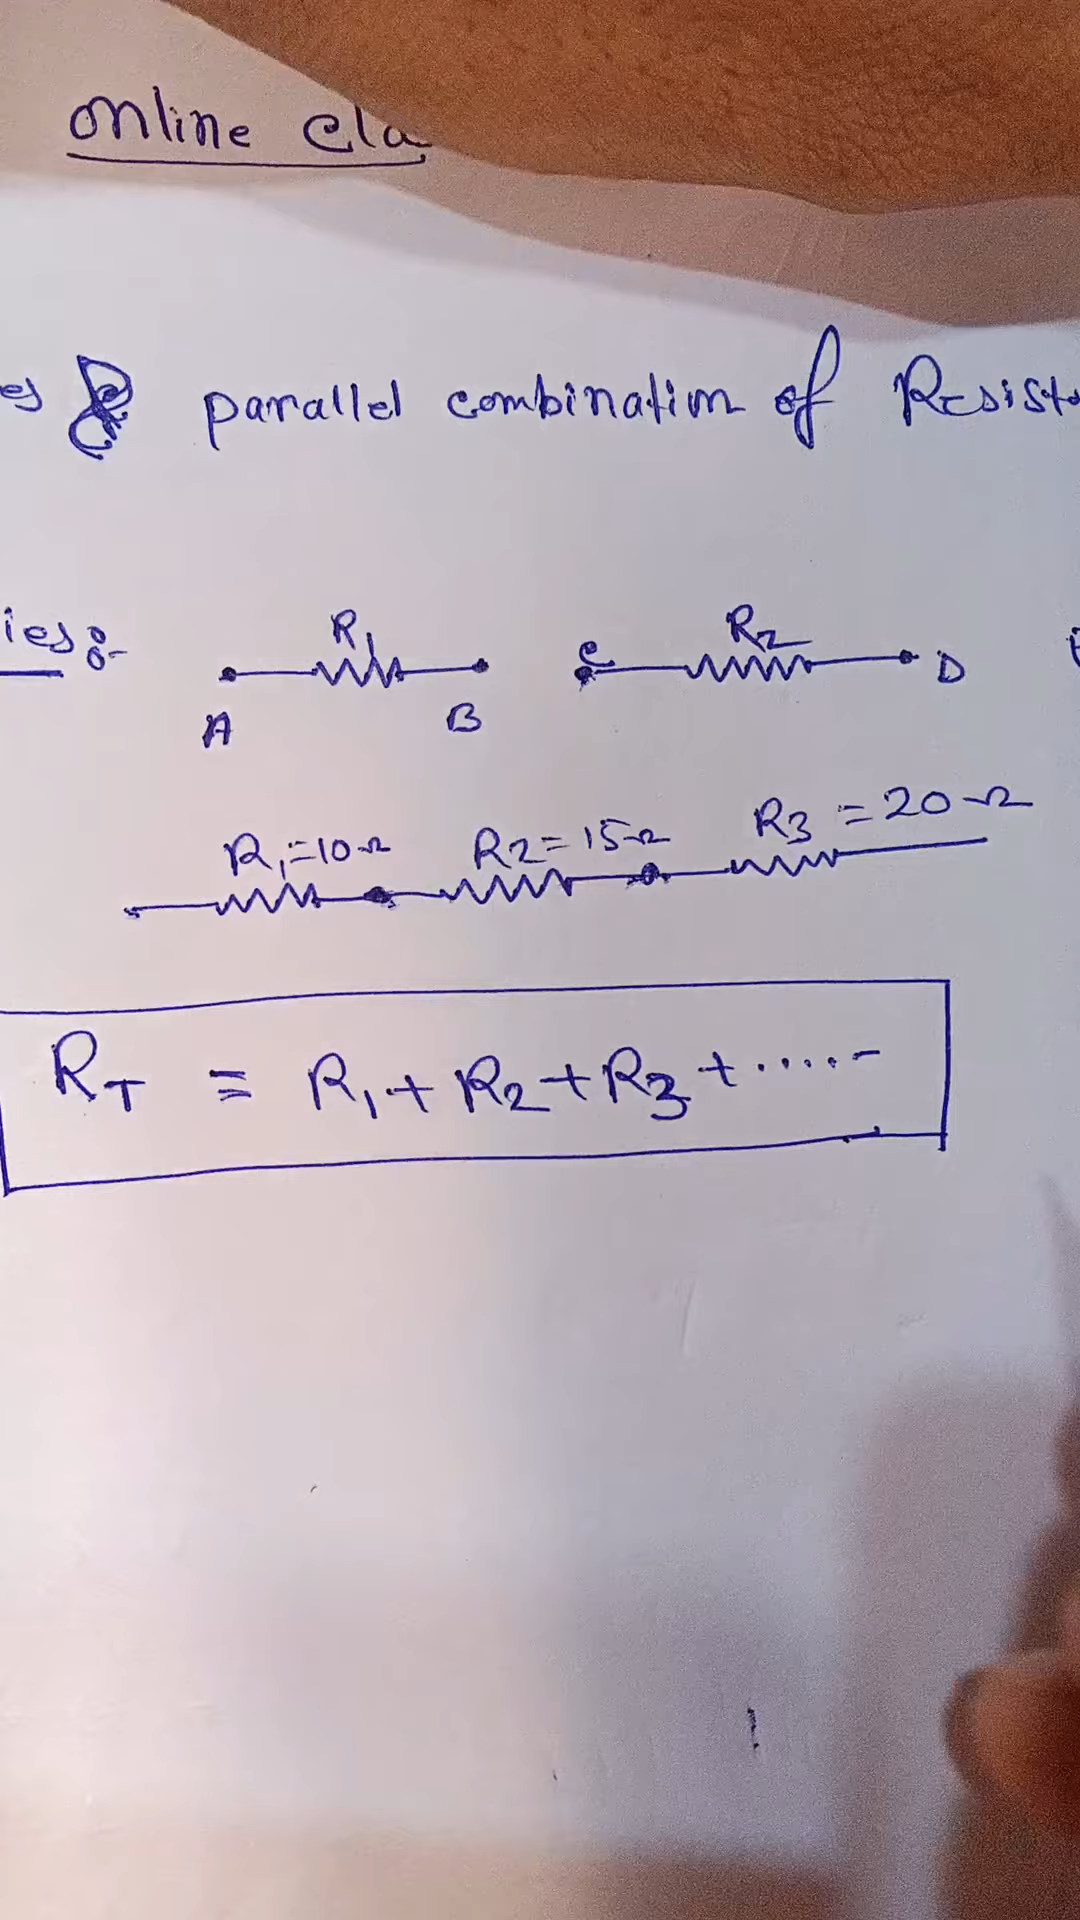 online cla
es & parallel combination of Resisto
ies :-
R1 R2
A B C D
R1=10Ω R2=15Ω R3=20Ω
RT = R1+R2+R3+.....-